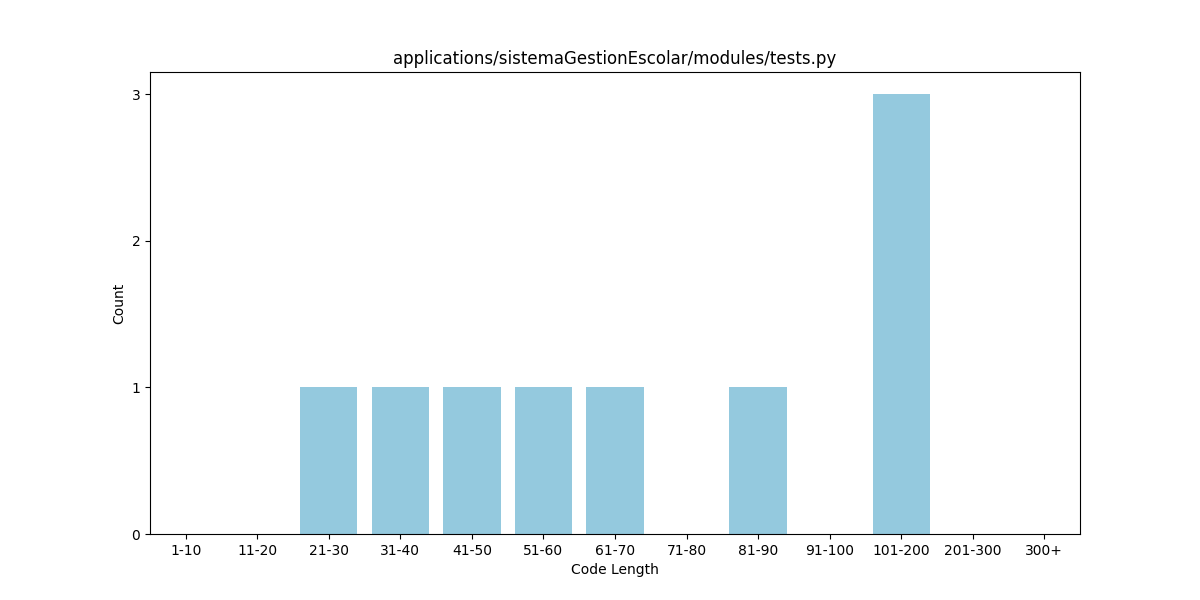 applications/sistemaGestionEscolar/modules/tests.py
3
2
1
0
Count
1-10 11-20 21-30 31-40 41-50 51-60 61-70 71-80 81-90 91-100 101-200 201-300 300+
Code Length